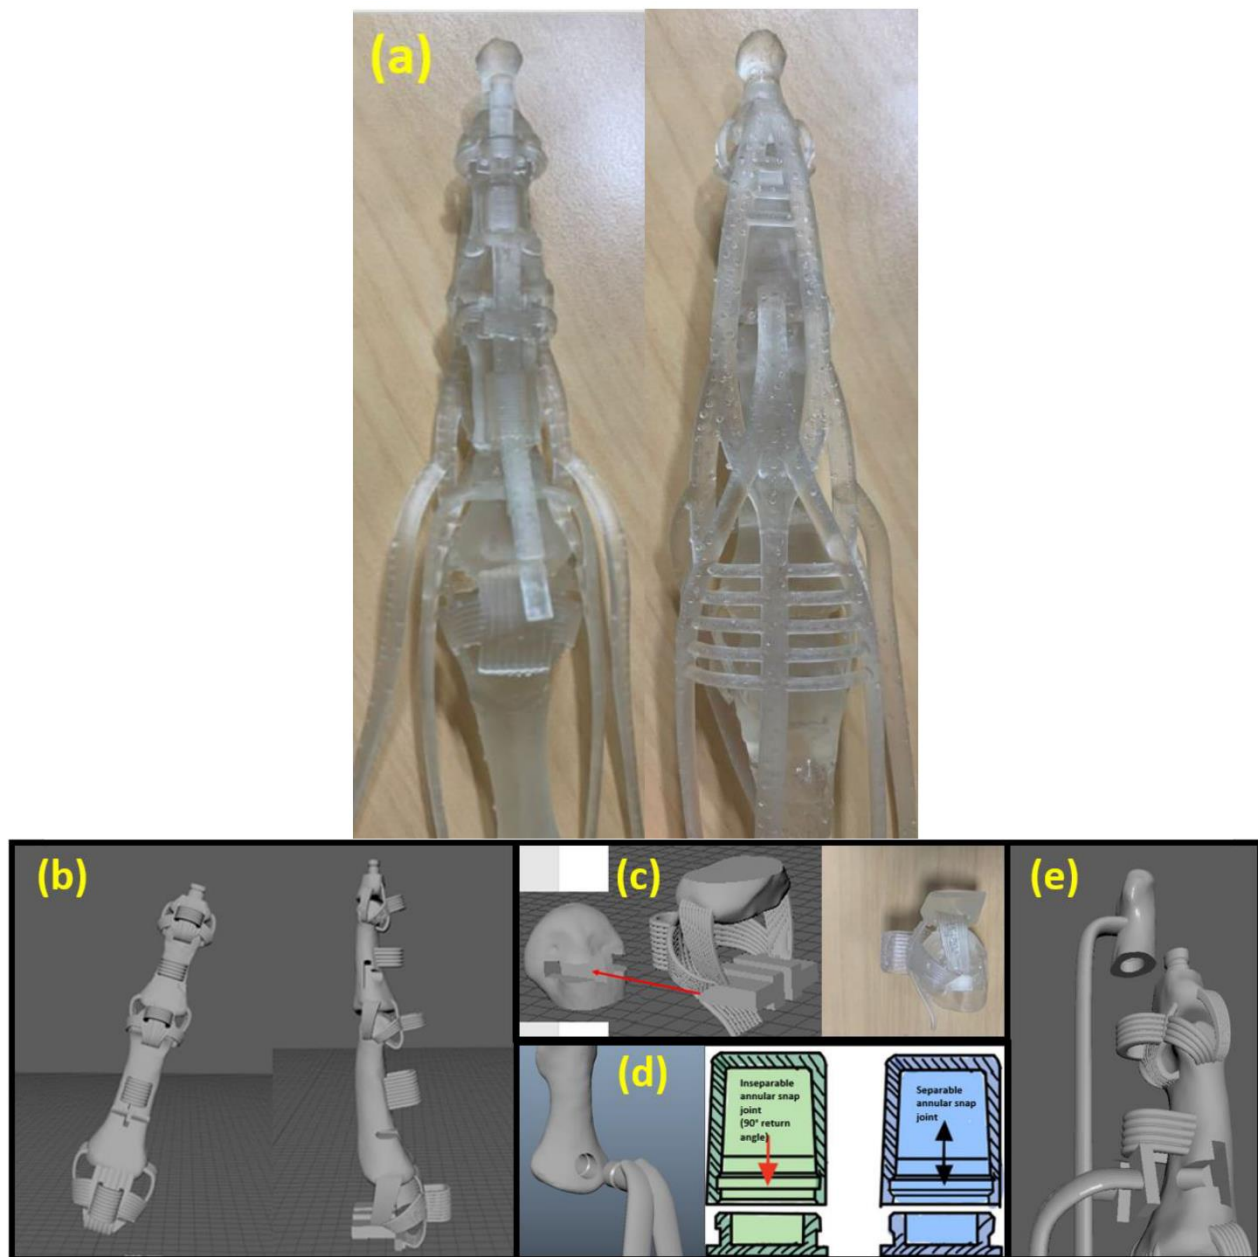 (a)
(b)
(c)
(d)
Inseparable
annular snap
joint
(90° return
angle)
Separable
annular snap
joint
(e)